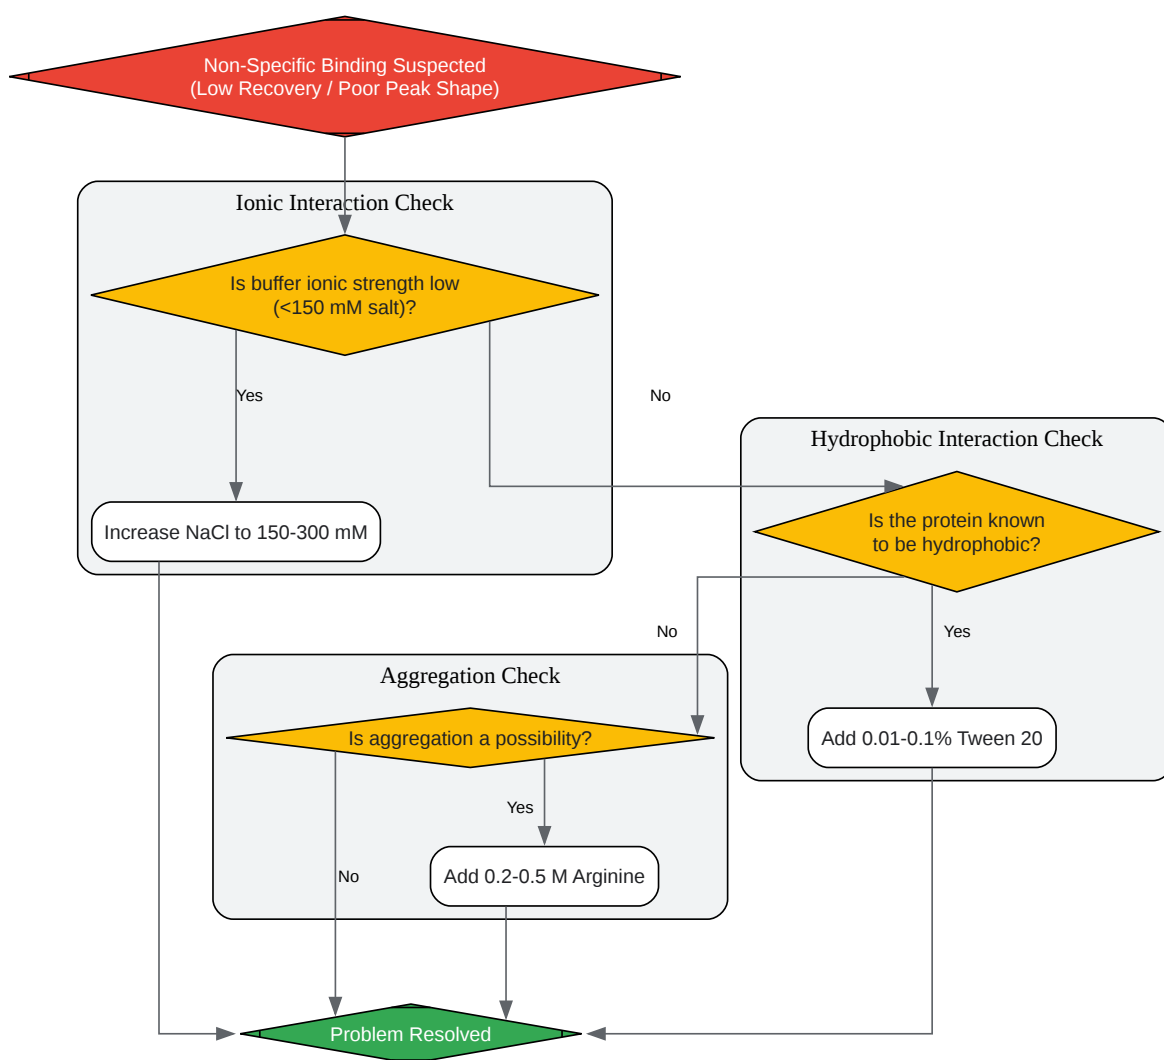 Non-Specific Binding Suspected
(Low Recovery / Poor Peak Shape)
Ionic Interaction Check
Is buffer ionic strength low
(<150 mM salt)?
Yes
No
Increase NaCl to 150-300 mM
Hydrophobic Interaction Check
Is the protein known
to be hydrophobic?
No
Yes
Aggregation Check
Is aggregation a possibility?
Add 0.01-0.1% Tween 20
Yes
No
Add 0.2-0.5 M Arginine
Problem Resolved